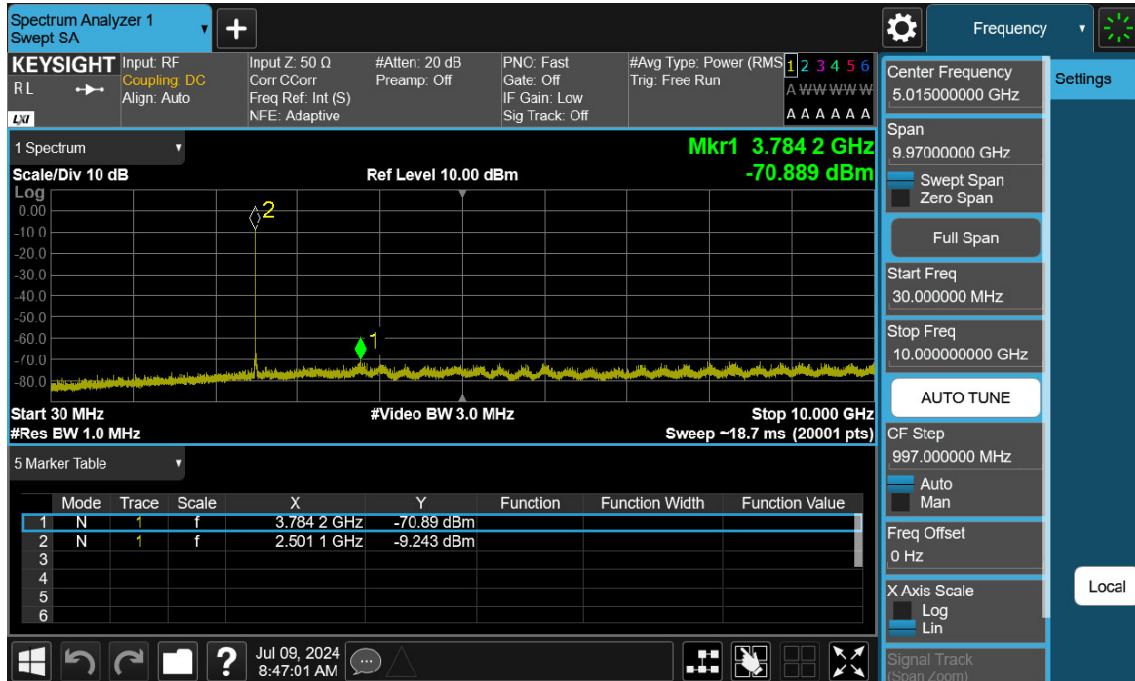 Spectrum Analyzer 1
Swept SA
+
Frequency
KEYSIGHT
RL
LXI
Input: RF
Coupling: DC
Align: Auto
Input Z: 50 Ω
Corr CCorr
Freq Ref: Int (S)
NFE: Adaptive
#Atten: 20 dB
Preamp: Off
PNO: Fast
Gate: Off
IF Gain: Low
Sig Track: Off
#Avg Type: Power (RMS
Trig: Free Run
1 2 3 4 5 6
A W W W W W
A A A A A A
1 Spectrum
Scale/Div 10 dB
Ref Level 10.00 dBm
Mkr1 3.784 2 GHz
-70.889 dBm
Log
0.00
-10.0
-20.0
-30.0
-40.0
-50.0
-60.0
-70.0
-80.0
2
1
Start 30 MHz
#Video BW 3.0 MHz
Stop 10.000 GHz
#Res BW 1.0 MHz
Sweep ~18.7 ms (20001 pts)
5 Marker Table
Mode Trace Scale X Y Function Function Width Function Value
1 N 1 f 3.784 2 GHz -70.89 dBm
2 N 1 f 2.501 1 GHz -9.243 dBm
3
4
5
6
?
Jul 09, 2024
8:47:01 AM
Center Frequency
5.015000000 GHz
Span
9.97000000 GHz
Swept Span
Zero Span
Full Span
Start Freq
30.000000 MHz
Stop Freq
10.000000000 GHz
AUTO TUNE
CF Step
997.000000 MHz
Auto
Man
Freq Offset
0 Hz
X Axis Scale
Log
Lin
Signal Track
(Span Zoom)
Settings
Local